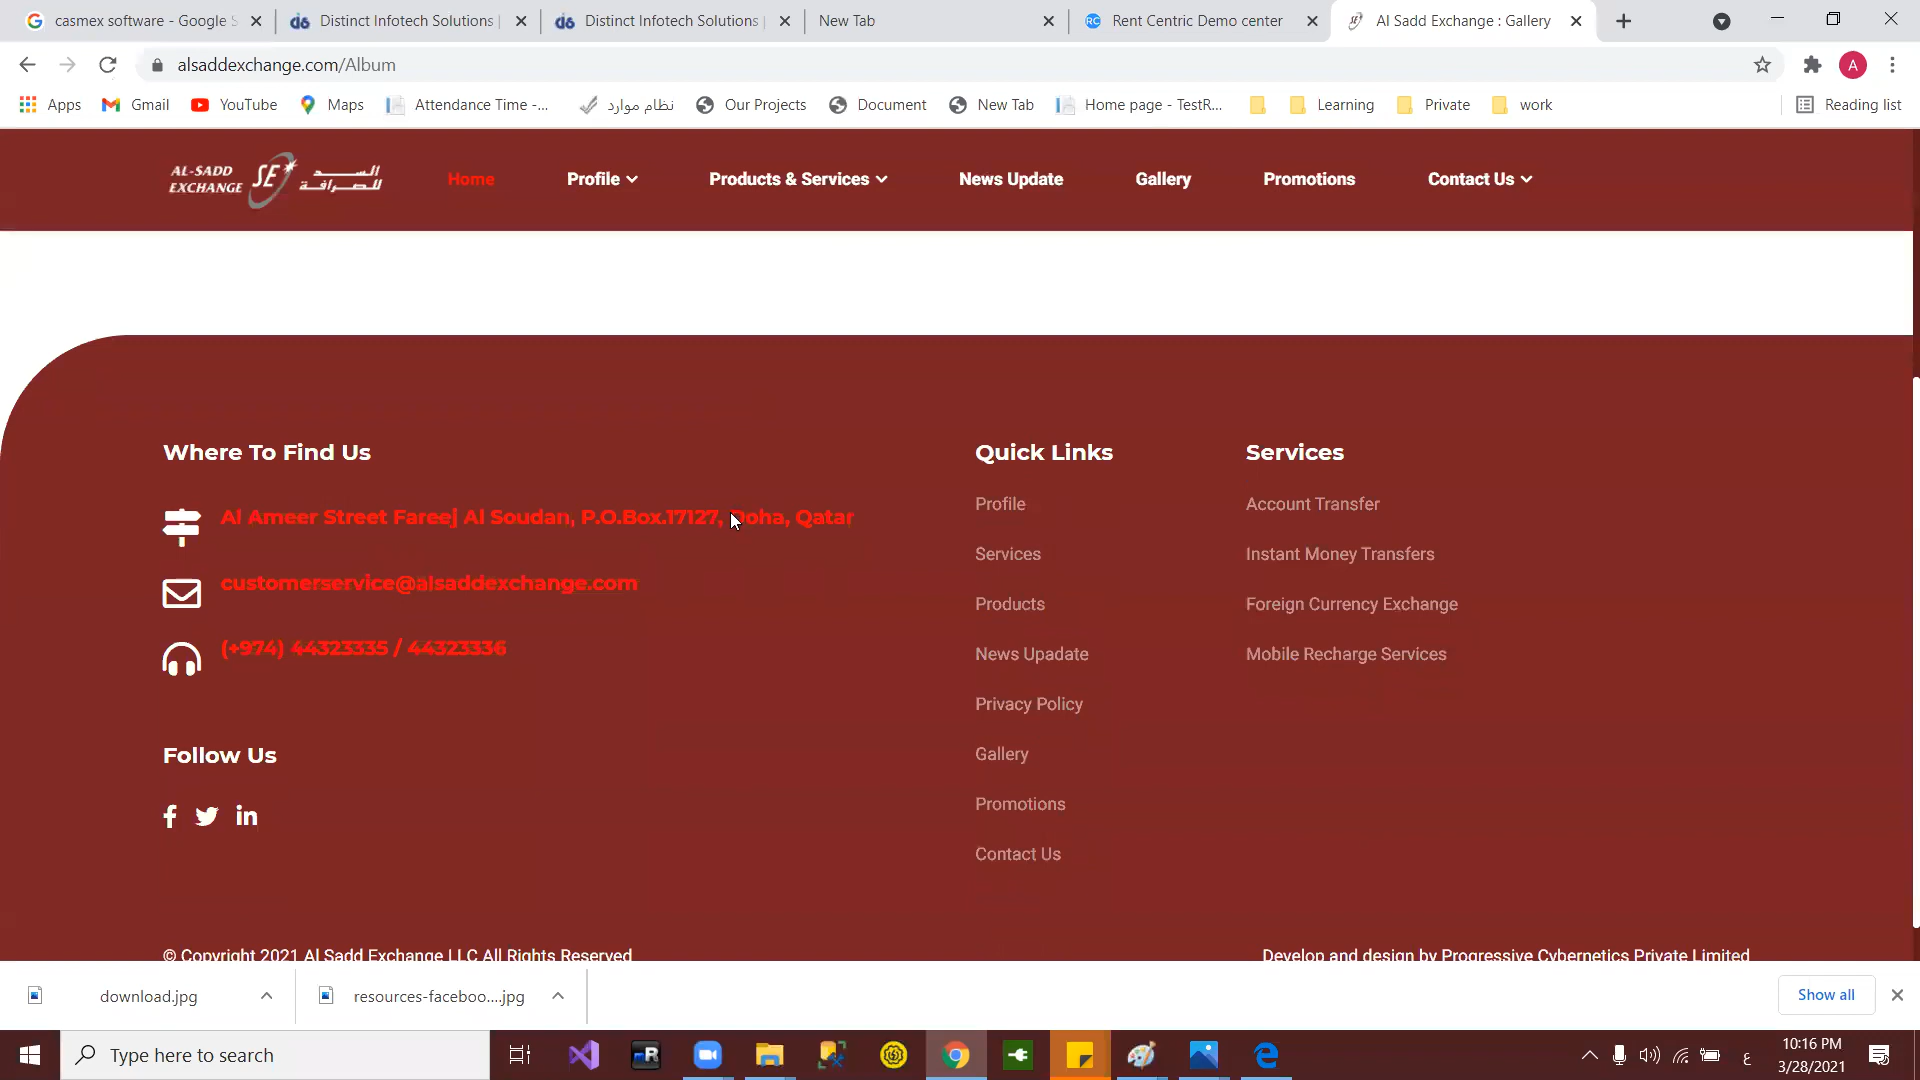 casmex software - Google S
Distinct Infotech Solutions |
Distinct Infotech Solutions |
New Tab
Rent Centric Demo center
Al Sadd Exchange : Gallery
alsaddexchange.com/Album
A
Apps
Gmail
YouTube
Maps
Attendance Time -...
نظام موارد
Our Projects
Document
New Tab
Home page - TestR...
Learning
Private
work
Reading list
AL-SADD EXCHANGE SE السد للصرافة
Home
Profile
Products & Services
News Update
Gallery
Promotions
Contact Us
Where To Find Us
Al Ameer Street Fareej Al Soudan, P.O.Box.17127, Doha, Qatar
customerservice@alsaddexchange.com
(+974) 44323335 / 44323336
Follow Us
Quick Links
Profile
Services
Products
News Upadate
Privacy Policy
Gallery
Promotions
Contact Us
Services
Account Transfer
Instant Money Transfers
Foreign Currency Exchange
Mobile Recharge Services
© Copyright 2021 Al Sadd Exchange LLC All Rights Reserved
Develop and design by Progressive Cybernetics Private Limited
download.jpg
resources-faceboo....jpg
Show all
Type here to search
ع
10:16 PM
3/28/2021